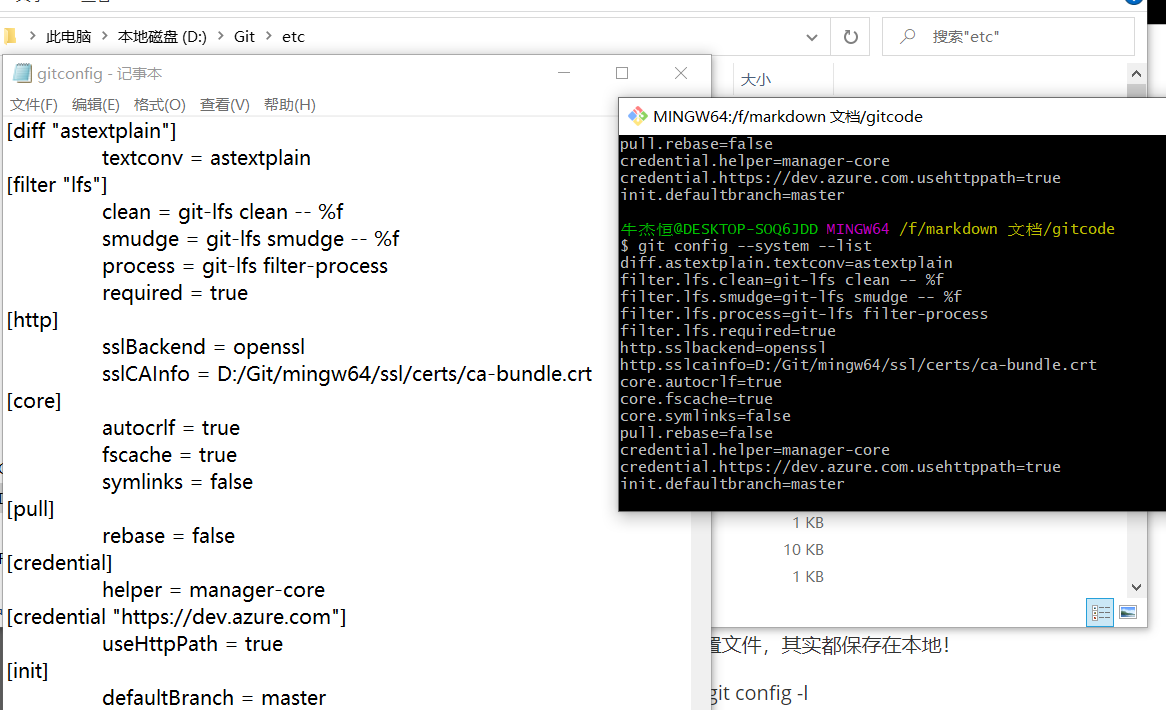 此电脑 > 本地磁盘 (D:) > Git > etc
搜索"etc"
gitconfig - 记事本
文件(F) 编辑(E) 格式(O) 查看(V) 帮助(H)
[diff "astextplain"]
textconv = astextplain
[filter "lfs"]
clean = git-lfs clean -- %f
smudge = git-lfs smudge -- %f
process = git-lfs filter-process
required = true
[http]
sslBackend = openssl
sslCAInfo = D:/Git/mingw64/ssl/certs/ca-bundle.crt
[core]
autocrlf = true
fscache = true
symlinks = false
[pull]
rebase = false
[credential]
helper = manager-core
[credential "https://dev.azure.com"]
useHttpPath = true
[init]
defaultBranch = master
大小
MINGW64:/f/markdown 文档/gitcode
pull.rebase=false
credential.helper=manager-core
credential.https://dev.azure.com.usehttppath=true
init.defaultbranch=master
牛杰恒@DESKTOP-SOQ6JDD MINGW64 /f/markdown 文档/gitcode
$ git config --system --list
diff.astextplain.textconv=astextplain
filter.lfs.clean=git-lfs clean -- %f
filter.lfs.smudge=git-lfs smudge -- %f
filter.lfs.process=git-lfs filter-process
filter.lfs.required=true
http.sslbackend=openssl
http.sslcainfo=D:/Git/mingw64/ssl/certs/ca-bundle.crt
core.autocrlf=true
core.fscache=true
core.symlinks=false
pull.rebase=false
credential.helper=manager-core
credential.https://dev.azure.com.usehttppath=true
init.defaultbranch=master
1 KB
10 KB
1 KB
置文件，其实都保存在本地！
git config -l